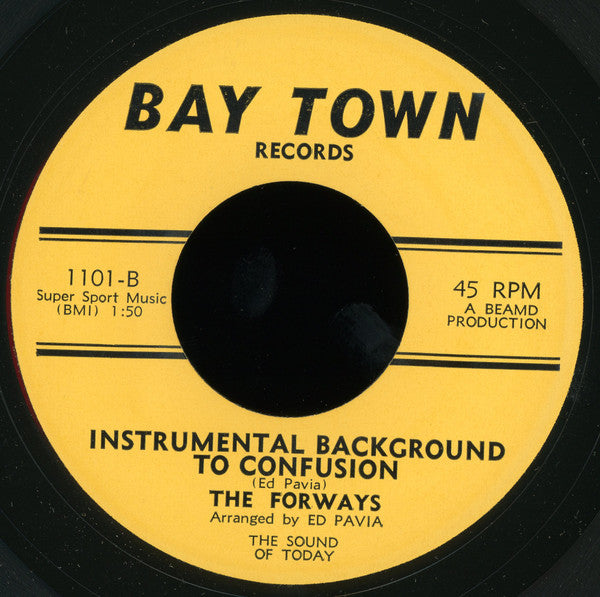 BAY TOWN
RECORDS
1101-B
Super Sport Music
(BMI) 1:50
45 RPM
A BEAMD
PRODUCTION
INSTRUMENTAL BACKGROUND
TO CONFUSION
(Ed Pavia)
THE FORWAYS
Arranged by ED PAVIA
THE SOUND
OF TODAY